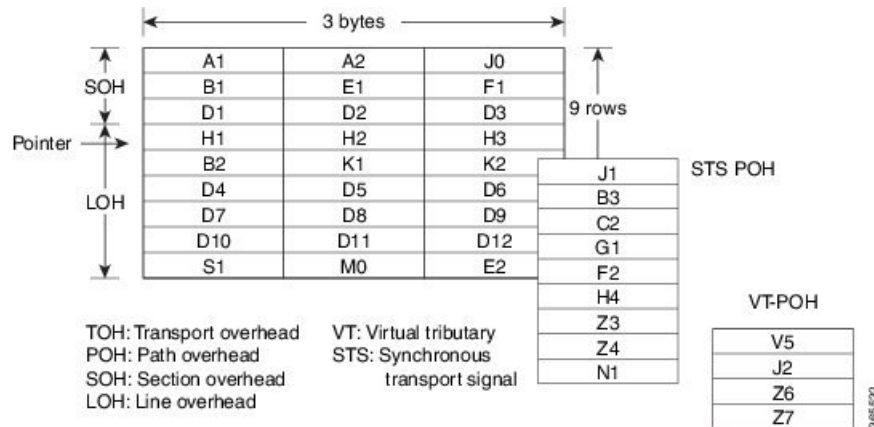 3 bytes
A1 A2 J0
SOH B1 E1 F1
D1 D2 D3 9 rows
Pointer H1 H2 H3
B2 K1 K2
J1 STS POH
LOH D4 D5 D6
B3
D7 D8 D9
C2
D10 D11 D12
G1
S1 M0 E2
F2
H4
VT-POH
TOH: Transport overhead VT: Virtual tributary
Z3
V5
POH: Path overhead STS: Synchronous
Z4
J2
SOH: Section overhead transport signal
N1
Z6
LOH: Line overhead
Z7